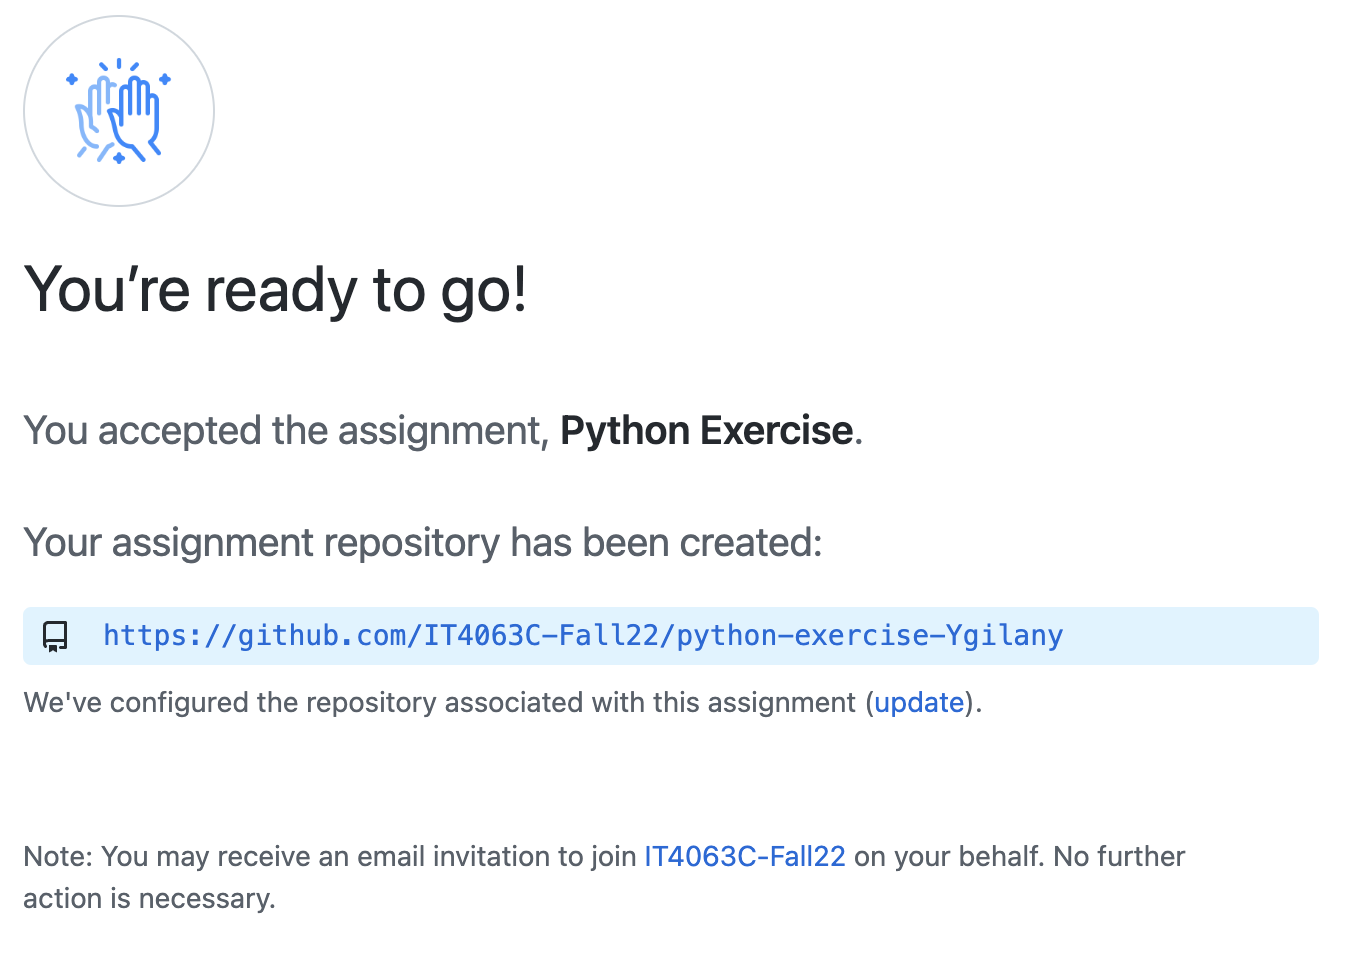 You’re ready to go!
You accepted the assignment, Python Exercise.
Your assignment repository has been created:
https://github.com/IT4063C-Fall22/python-exercise-Ygilany
We've configured the repository associated with this assignment (update).
Note: You may receive an email invitation to join IT4063C-Fall22 on your behalf. No further
action is necessary.